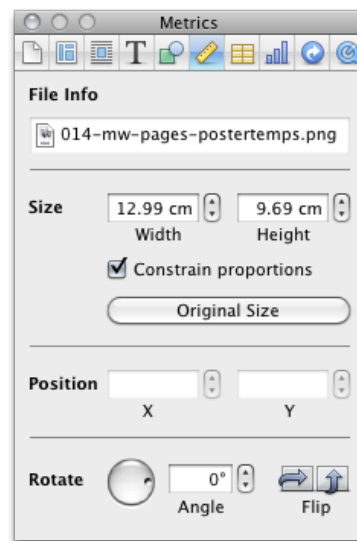 Metrics
T
File Info
014-mw-pages-postertemps.png
Size 12.99 cm 9.69 cm
Width Height
Constrain proportions
Original Size
Position
X Y
Rotate 0°
Angle Flip